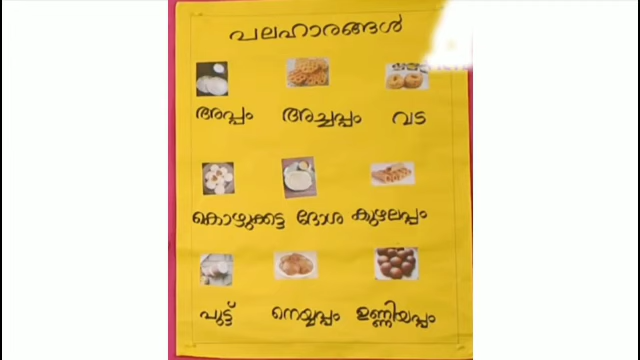 പലഹാരങ്ങൾ
അപ്പം അച്ചപ്പം വട
കൊഴുക്കട്ട ദോശ കുഴലപ്പം
പുട്ട് നെയ്യപ്പം ഉണ്ണിയപ്പം